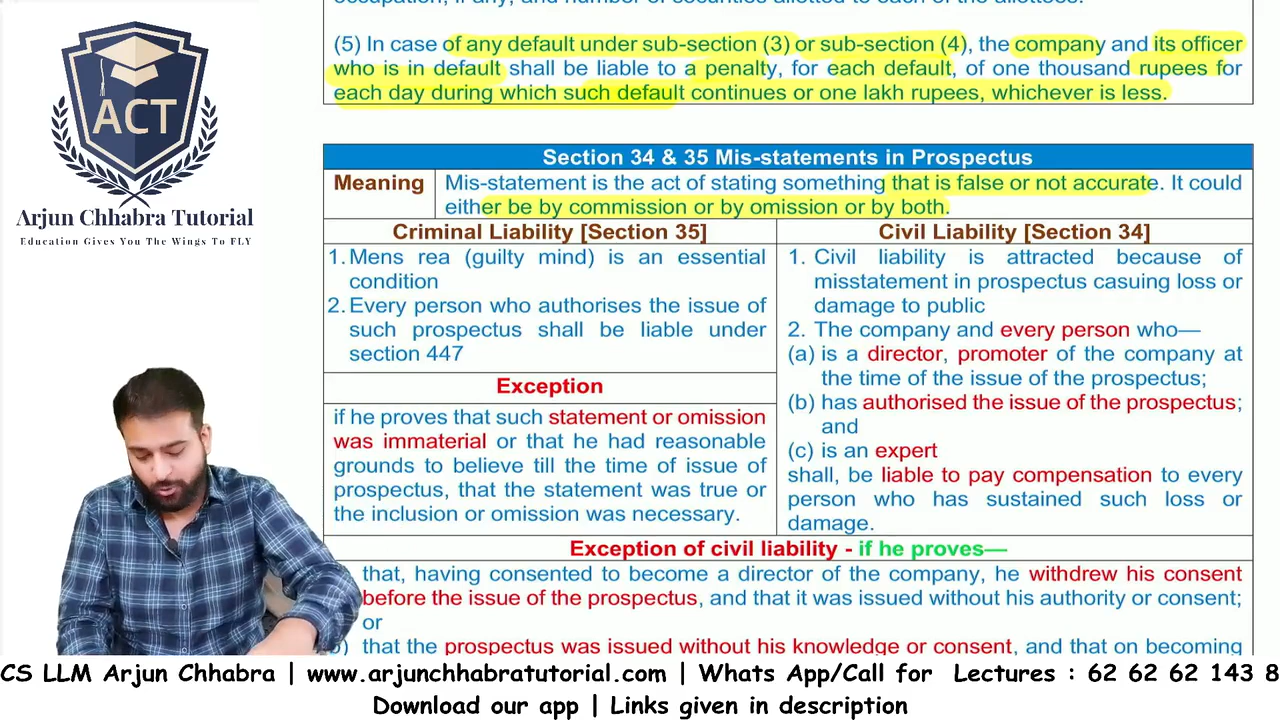 occupation, if any, and number of securities allotted to each of the allottees.
(5) In case of any default under sub-section (3) or sub-section (4), the company and its officer
who is in default shall be liable to a penalty, for each default, of one thousand rupees for
each day during which such default continues or one lakh rupees, whichever is less.
ACT
Arjun Chhabra Tutorial
Education Gives You The Wings To FLY
Section 34 & 35 Mis-statements in Prospectus
Meaning
Mis-statement is the act of stating something that is false or not accurate. It could
either be by commission or by omission or by both.
Criminal Liability [Section 35]
1. Mens rea (guilty mind) is an essential
condition
2. Every person who authorises the issue of
such prospectus shall be liable under
section 447
Exception
if he proves that such statement or omission
was immaterial or that he had reasonable
grounds to believe till the time of issue of
prospectus, that the statement was true or
the inclusion or omission was necessary.
Civil Liability [Section 34]
1. Civil liability is attracted because of
misstatement in prospectus casuing loss or
damage to public
2. The company and every person who—
(a) is a director, promoter of the company at
the time of the issue of the prospectus;
(b) has authorised the issue of the prospectus;
and
(c) is an expert
shall, be liable to pay compensation to every
person who has sustained such loss or
damage.
Exception of civil liability - if he proves—
that, having consented to become a director of the company, he withdrew his consent
before the issue of the prospectus, and that it was issued without his authority or consent;
or
that the prospectus was issued without his knowledge or consent, and that on becoming
CS LLM Arjun Chhabra | www.arjunchhabratutorial.com | Whats App/Call for Lectures : 62 62 62 143 8
Download our app | Links given in description